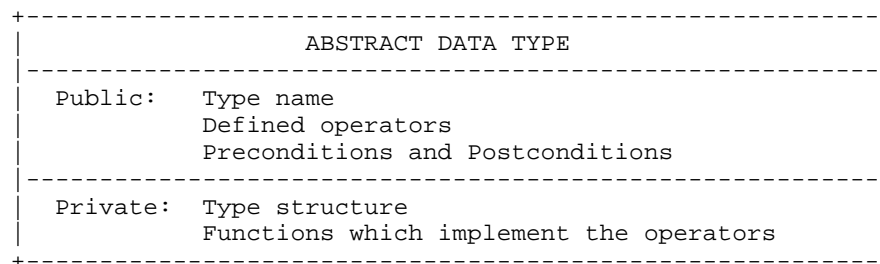 ABSTRACT DATA TYPE
Public: Type name
Defined operators
Preconditions and Postconditions
Private: Type structure
Functions which implement the operators